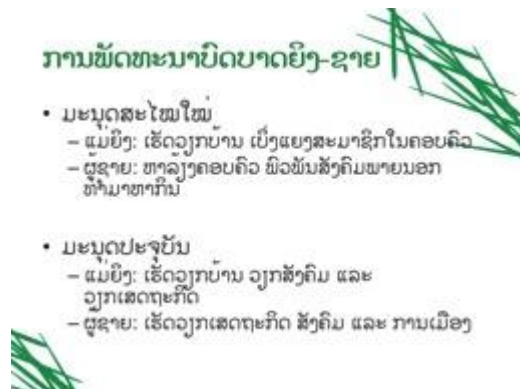 ການພັດທະນາບົດບາດຍິງ-ຊາຍ
• ມະນຸດສະໄໝໃໝ່
– ແມ່ຍິງ: ເຮັດວຽກບ້ານ ເບິ່ງແຍງສະມາຊິກໃນຄອບຄົວ
– ຜູ້ຊາຍ: ຫາລ້ຽງຄອບຄົວ ພົວພັນສັງຄົມພາຍນອກ
ທຳມາຫາກິນ
• ມະນຸດປະຈຸບັນ
– ແມ່ຍິງ: ເຮັດວຽກບ້ານ ວຽກສັງຄົມ ແລະ
ວຽກເສດຖະກິດ
– ຜູ້ຊາຍ: ເຮັດວຽກເສດຖະກິດ ສັງຄົມ ແລະ ການເມືອງ